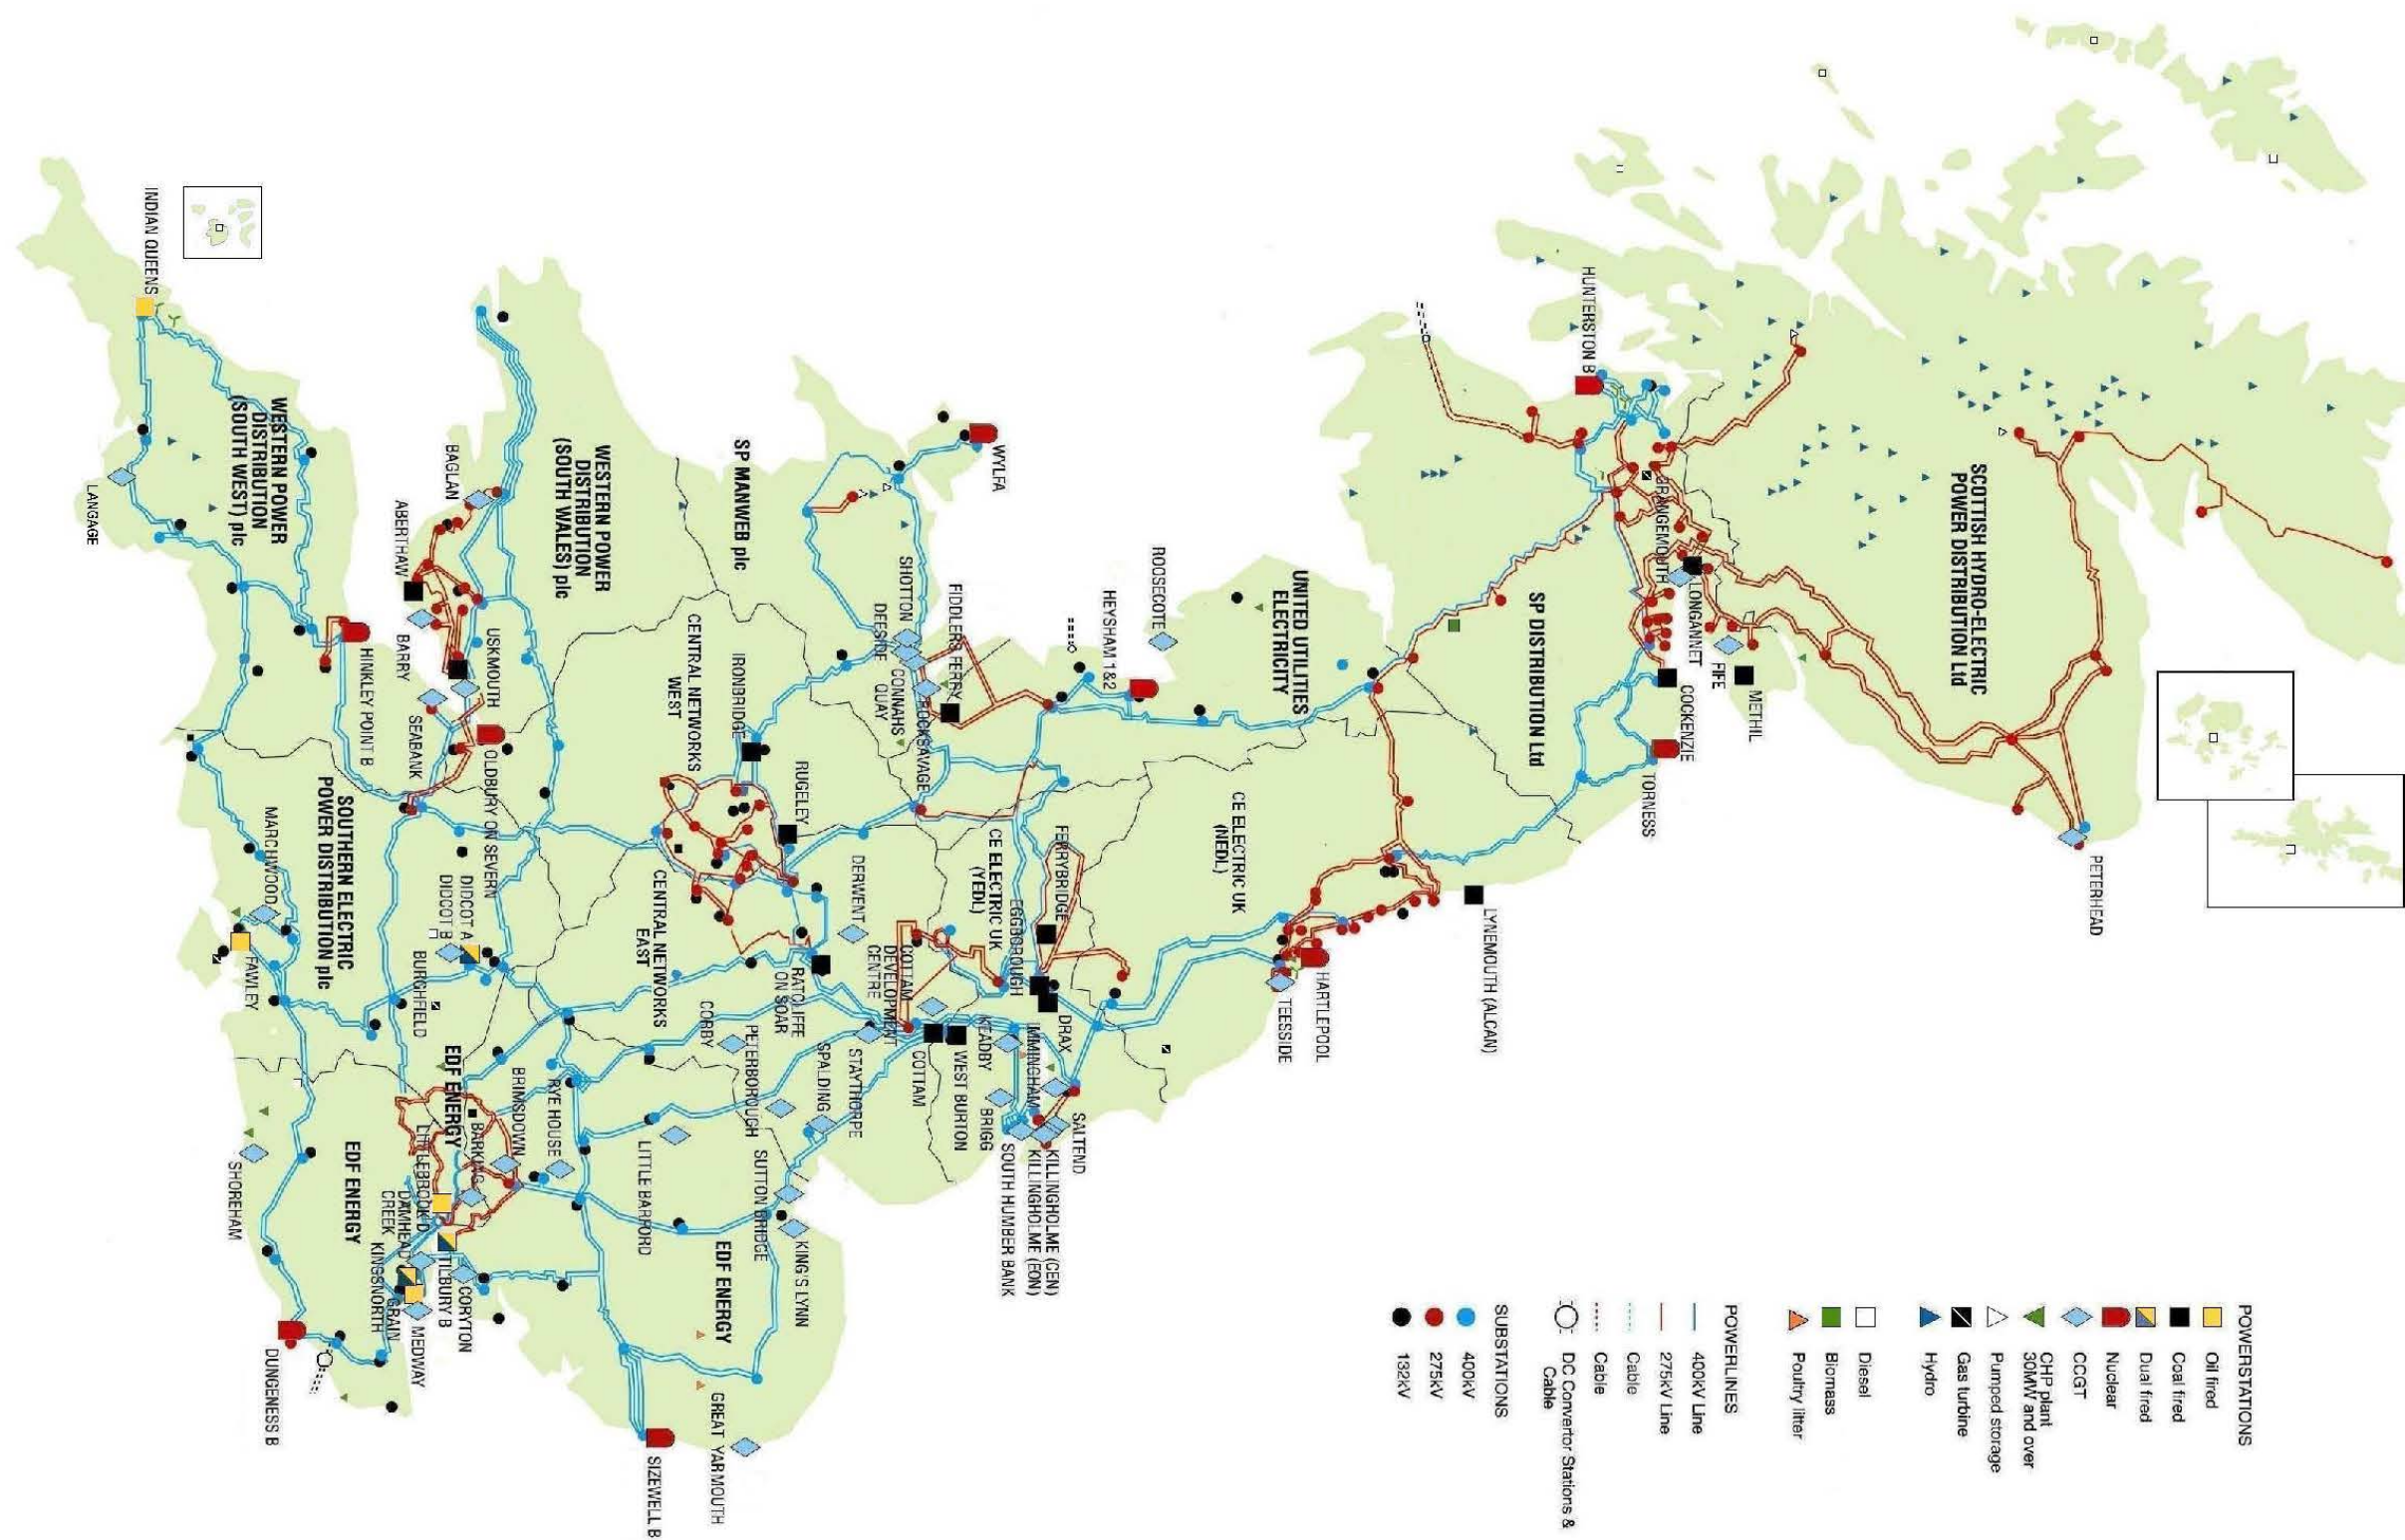 POWERSTATIONS
Oil fired
Coal fired
Dual fired
Nuclear
CCGT
CHP plant
30MW and over
Pumped storage
Gas turbine
Hydro
Diesel
Biomass
Poultry litter
POWERLINES
400kV Line
275kV Line
Cable
Cable
DC Convertor Stations &
Cable
SUBSTATIONS
400kV
275kV
132kV
SCOTTISH HYDRO-ELECTRIC
POWER DISTRIBUTION Ltd
PETERHEAD
METHIL
FIFE
LONGANNET
GRANGEMOUTH
COCKENZIE
TORNESS
HUNTERSTON B
SP DISTRIBUTION Ltd
LYNEMOUTH (ALCAN)
HARTLEPOOL
TEESSIDE
UNITED UTILITIES
ELECTRICITY
CE ELECTRIC UK
(NEDL)
ROOSECOTE
HEYSHAM 1&2
FERRYBRIDGE
DRAX
EGGBOROUGH
CE ELECTRIC UK
(YEDL)
SALTEND
KILLINGHOLME (GEN)
KILLINGHOLME (EON)
SOUTH HUMBER BANK
IMMINGHAM
BRIGG
KEADBY
WEST BURTON
COTTAM
COTTAM
DEVELOPMENT
CENTRE
WYLFA
FIDDLERS FERRY
ROCKSAVAGE
SHOTTON
DEESIDE
CONNAHS
QUAY
DERWENT
STAYTHORPE
SPALDING
RATCLIFFE
ON SOAR
RUGELEY
IRONBRIDGE
SP MANWEB plc
CENTRAL NETWORKS
WEST
CENTRAL NETWORKS
EAST
PETERBOROUGH
CORBY
SUTTON BRIDGE
KING'S LYNN
EDF ENERGY
GREAT YARMOUTH
SIZEWELL B
LITTLE BARFORD
RYE HOUSE
BRIMSDOWN
WESTERN POWER
DISTRIBUTION
(SOUTH WALES) plc
BAGLAN
ABERTHAW
BARRY
USKMOUTH
SEABANK
OLDBURY ON SEVERN
DIDCOT A
DIDCOT B
BURGHFIELD
EDF ENERGY
BARKING
LITTLEBROOK D
DAMHEAD
CREEK
KINGSNORTH
GRAIN
TILBURY B
CORYTON
MEDWAY
EDF ENERGY
HINKLEY POINT B
SOUTHERN ELECTRIC
POWER DISTRIBUTION plc
MARCHWOOD
FAWLEY
SHOREHAM
DUNGENESS B
WESTERN POWER
DISTRIBUTION
(SOUTH WEST) plc
INDIAN QUEENS
LANGAGE